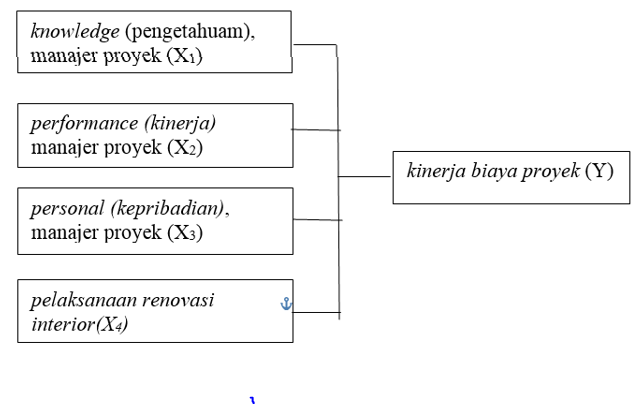 knowledge (pengetahuam),
manajer proyek (X₁)
performance (kinerja)
manajer proyek (X₂)
kinerja biaya proyek (Y)
personal (kepribadian),
manajer proyek (X₃)
pelaksanaan renovasi
interior(X₄)